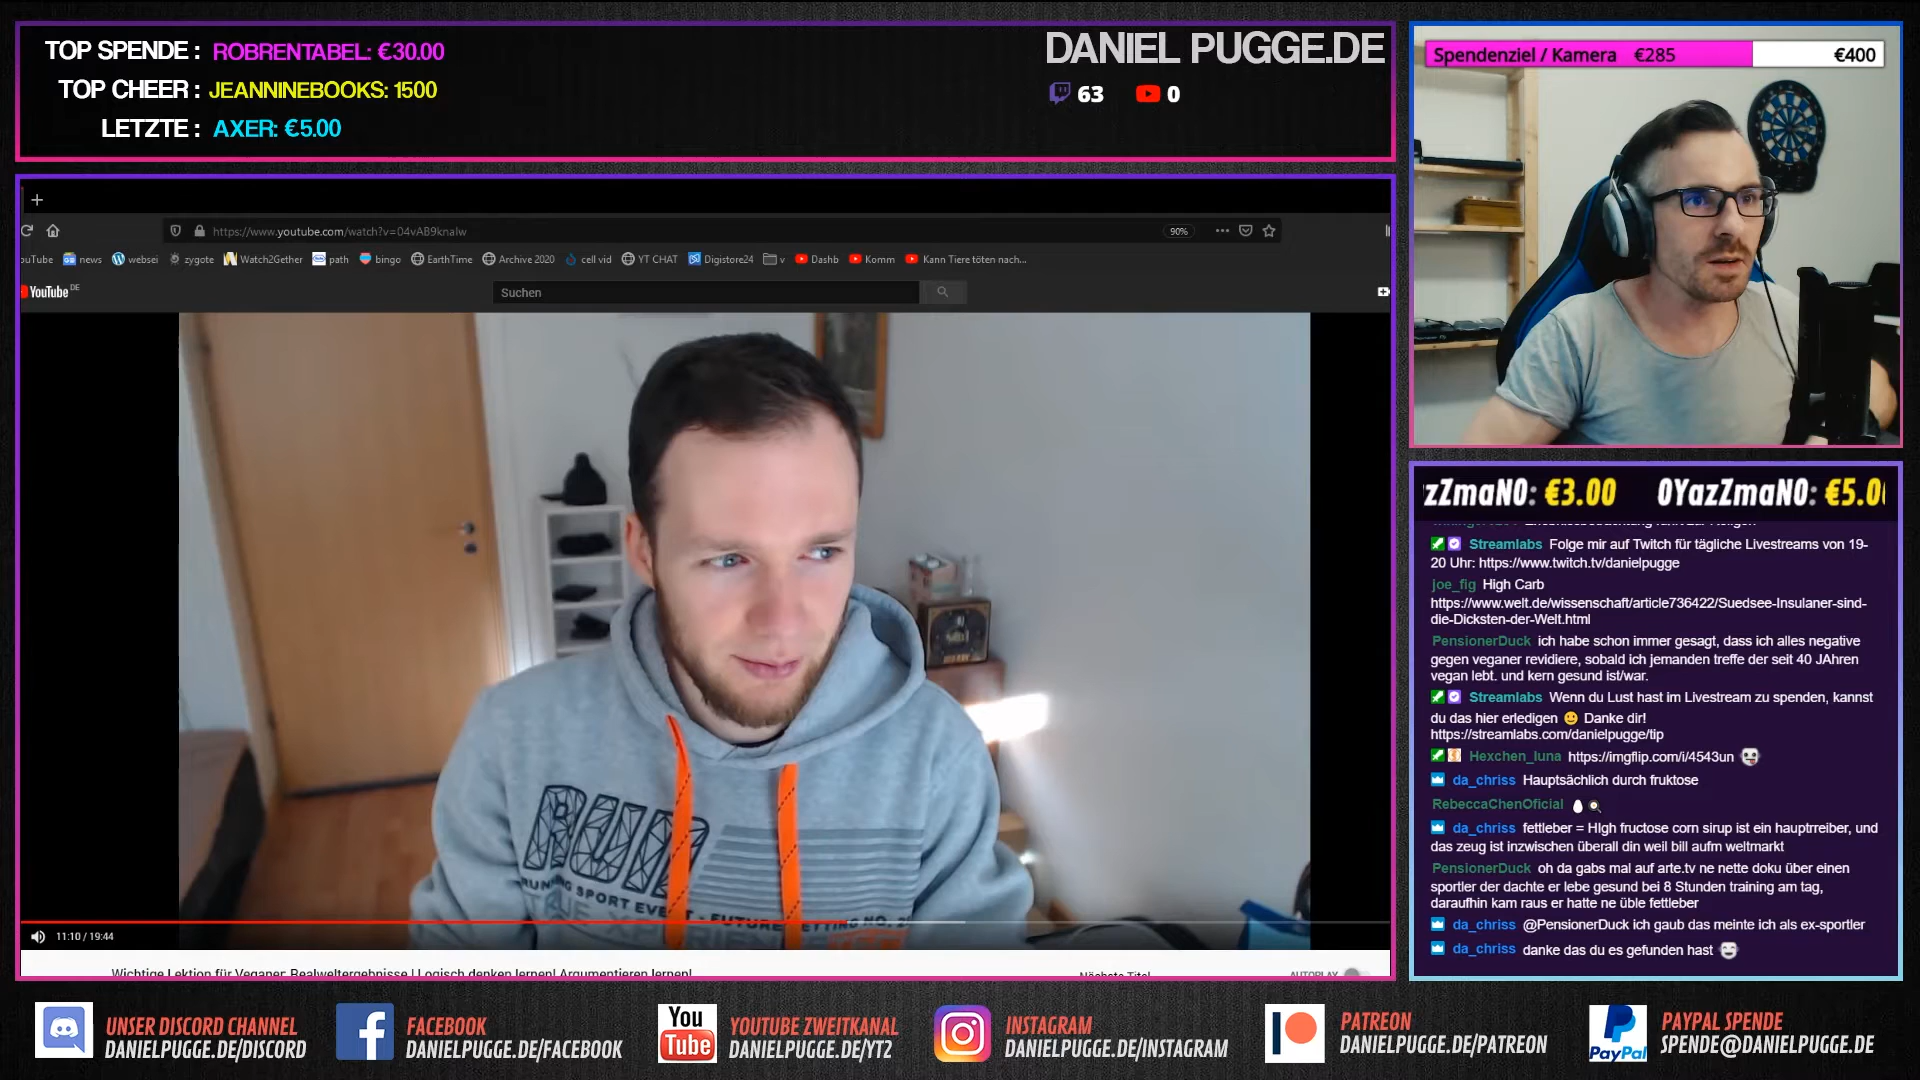 TOP SPENDE : ROBRENTABEL: €30.00
TOP CHEER : JEANNINEBOOKS: 1500
LETZTE : AXER: €5.00
DANIEL PUGGE.DE
63 0
Spendenziel / Kamera €285 €400
https://www.youtube.com/watch?v=04vAB9knaIw 90%
ouTube news websei zygote Watch2Gether path bingo EarthTime Archive 2020 cell vid YT CHAT Digistore24 v Dashb Komm Kann Tiere töten nach...
YouTube DE Suchen
RUN
RUNNING SPORT EVENT - FUTURE
11:10 / 19:44
Wichtige Lektion für Veganer: Realweltergebnisse | Logisch denken lernen! Argumentieren lernen!
Nächste Titel AUTOPLAY
zZmaN0: €3.00 0YazZmaN0: €5.0
Streamlabs Folge mir auf Twitch für tägliche Livestreams von 19-
20 Uhr: https://www.twitch.tv/danielpugge
joe_fig High Carb
https://www.welt.de/wissenschaft/article736422/Suedsee-Insulaner-sind-
die-Dicksten-der-Welt.html
PensionerDuck ich habe schon immer gesagt, dass ich alles negative
gegen veganer revidiere, sobald ich jemanden treffe der seit 40 JAhren
vegan lebt. und kern gesund ist/war.
Streamlabs Wenn du Lust hast im Livestream zu spenden, kannst
du das hier erledigen 🙂 Danke dir!
https://streamlabs.com/danielpugge/tip
Hexchen_luna https://imgflip.com/i/4543un
da_chriss Hauptsächlich durch fruktose
RebeccaChenOficial
da_chriss fettleber = HIgh fructose corn sirup ist ein hauptrreiber, und
das zeug ist inzwischen überall din weil bill aufm weltmarkt
PensionerDuck oh da gabs mal auf arte.tv ne nette doku über einen
sportler der dachte er lebe gesund bei 8 Stunden training am tag,
daraufhin kam raus er hatte ne üble fettleber
da_chriss @PensionerDuck ich gaub das meinte ich als ex-sportler
da_chriss danke das du es gefunden hast
UNSER DISCORD CHANNEL
DANIELPUGGE.DE/DISCORD
FACEBOOK
DANIELPUGGE.DE/FACEBOOK
You Tube
YOUTUBE ZWEITKANAL
DANIELPUGGE.DE/YT2
INSTAGRAM
DANIELPUGGE.DE/INSTAGRAM
PATREON
DANIELPUGGE.DE/PATREON
PayPal
PAYPAL SPENDE
SPENDE@DANIELPUGGE.DE